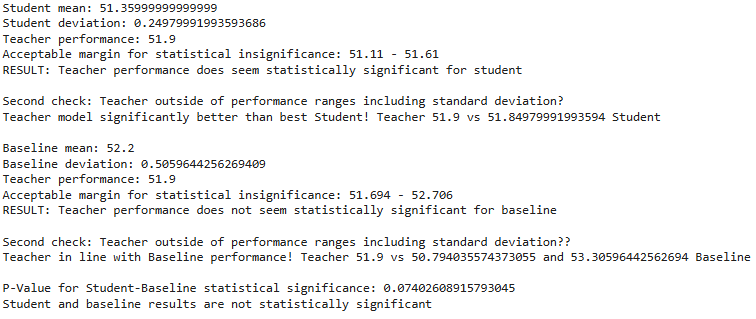 Student mean: 51.35999999999999
Student deviation: 0.24979991993593686
Teacher performance: 51.9
Acceptable margin for statistical insignificance: 51.11 - 51.61
RESULT: Teacher performance does seem statistically significant for student
Second check: Teacher outside of performance ranges including standard deviation?
Teacher model significantly better than best Student! Teacher 51.9 vs 51.84979991993594 Student
Baseline mean: 52.2
Baseline deviation: 0.5059644256269409
Teacher performance: 51.9
Acceptable margin for statistical insignificance: 51.694 - 52.706
RESULT: Teacher performance does not seem statistically significant for baseline
Second check: Teacher outside of performance ranges including standard deviation??
Teacher in line with Baseline performance! Teacher 51.9 vs 50.794035574373055 and 53.30596442562694 Baseline
P-Value for Student-Baseline statistical significance: 0.07402608915793045
Student and baseline results are not statistically significant